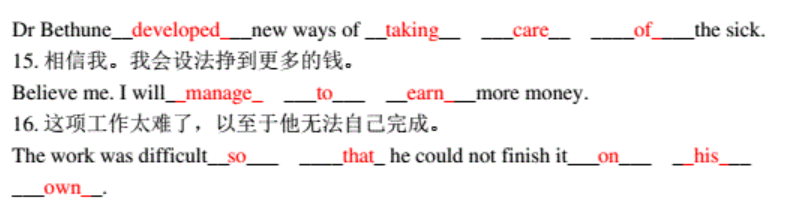 Dr Bethune__developed___new ways of __taking__ ___care__ ____of____the sick.
15. 相信我。我会设法挣到更多的钱。
Believe me. I will__manage_ ___to___ __earn___more money.
16. 这项工作太难了，以至于他无法自己完成。
The work was difficult__so___ ____that_ he could not finish it___on___ __his___
___own__.